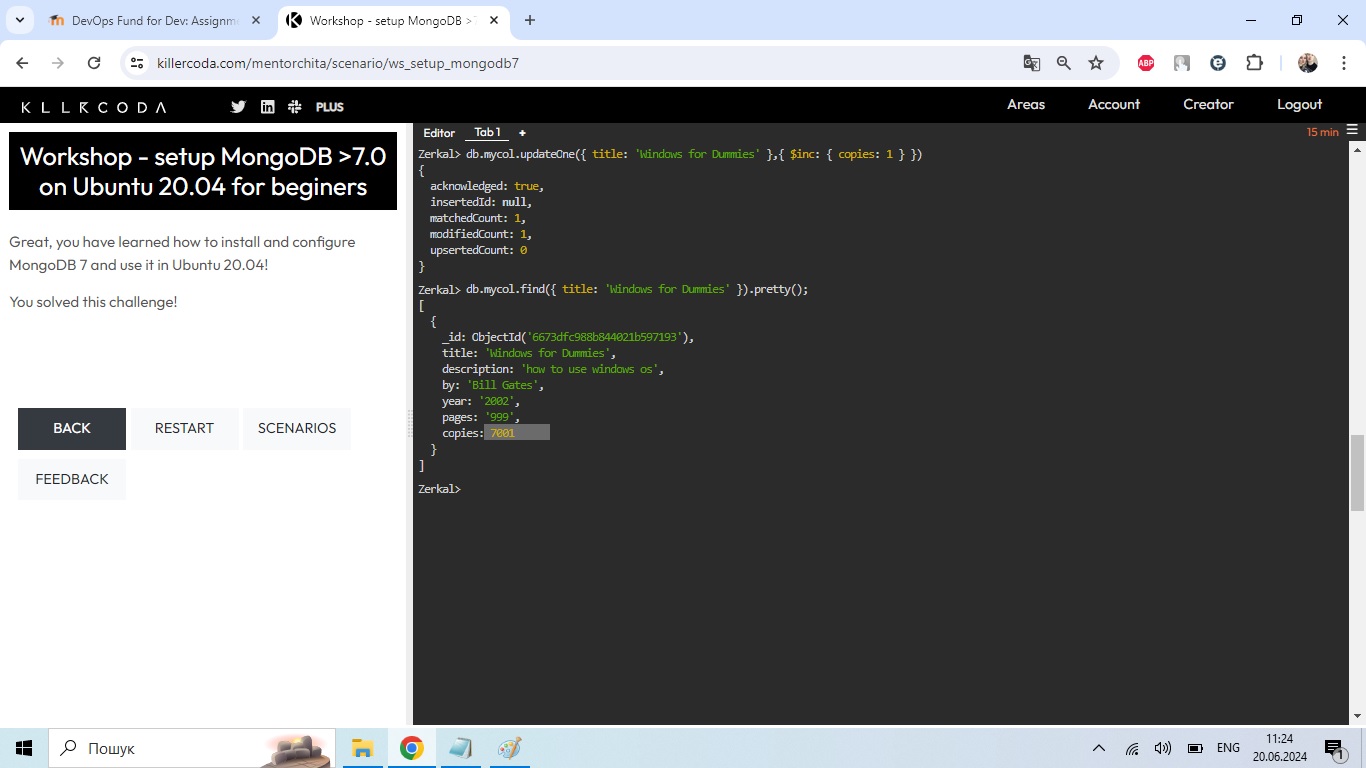 DevOps Fund for Dev: Assignme
Workshop - setup MongoDB >7
killercoda.com/mentorchita/scenario/ws_setup_mongodb7
ABP
KLLRCODA
PLUS
Areas
Account
Creator
Logout
Workshop - setup MongoDB >7.0
on Ubuntu 20.04 for beginers
Great, you have learned how to install and configure
MongoDB 7 and use it in Ubuntu 20.04!
You solved this challenge!
BACK
RESTART
SCENARIOS
FEEDBACK
Editor
Tab 1
+
15 min
Zerkal> db.mycol.updateOne({ title: 'Windows for Dummies' },{ $inc: { copies: 1 } })
{
acknowledged: true,
insertedId: null,
matchedCount: 1,
modifiedCount: 1,
upsertedCount: 0
}
Zerkal> db.mycol.find({ title: 'Windows for Dummies' }).pretty();
[
{
_id: ObjectId('6673dfc988b844021b597193'),
title: 'Windows for Dummies',
description: 'how to use windows os',
by: 'Bill Gates',
year: '2002',
pages: '999',
copies: 7001
}
]
Zerkal>
Пошук
ENG
11:24
20.06.2024
1